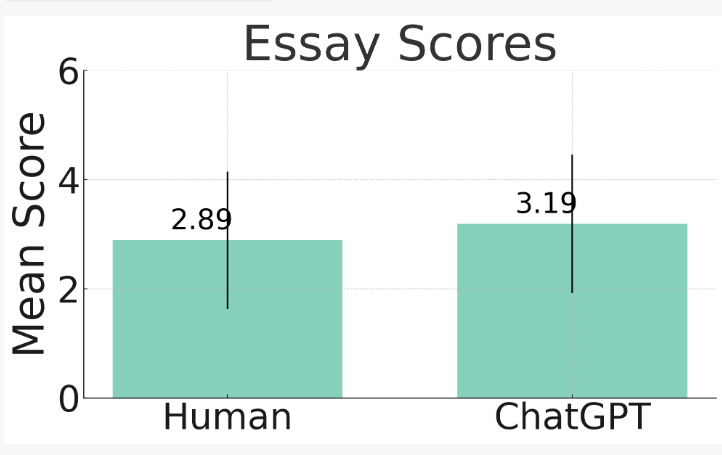 Essay Scores
Mean Score
6
4
2
0
2.89
3.19
Human
ChatGPT